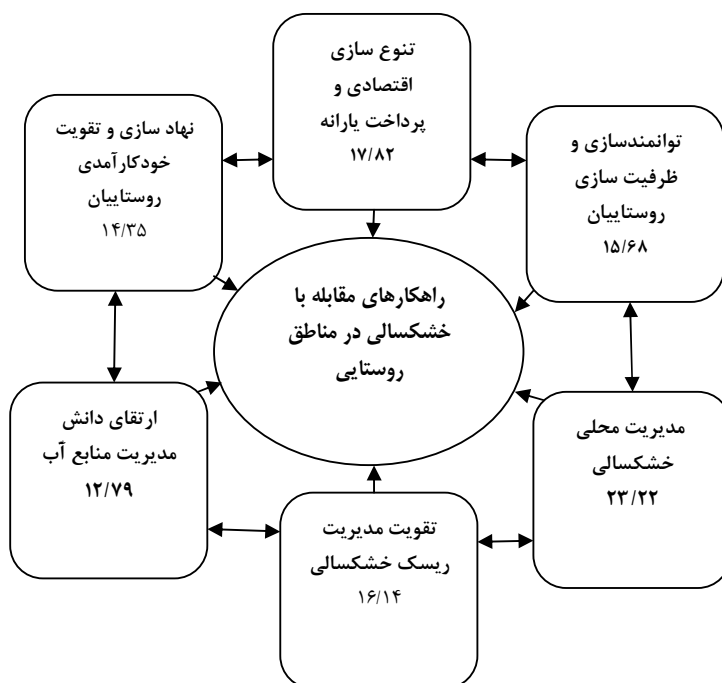 تنوع سازی
اقتصادی و
پرداخت یارانه
۱۷/۸۲
توانمندسازی و
ظرفیت سازی
روستاییان
۱۵/۶۸
نهاد سازی و تقویت
خودکارآمدی
روستاییان
۱۴/۳۵
راهکارهای مقابله با
خشکسالی در مناطق
روستایی
مدیریت محلی
خشکسالی
۲۳/۲۲
ارتقای دانش
مدیریت منابع آب
۱۲/۷۹
تقویت مدیریت
ریسک خشکسالی
۱۶/۱۴